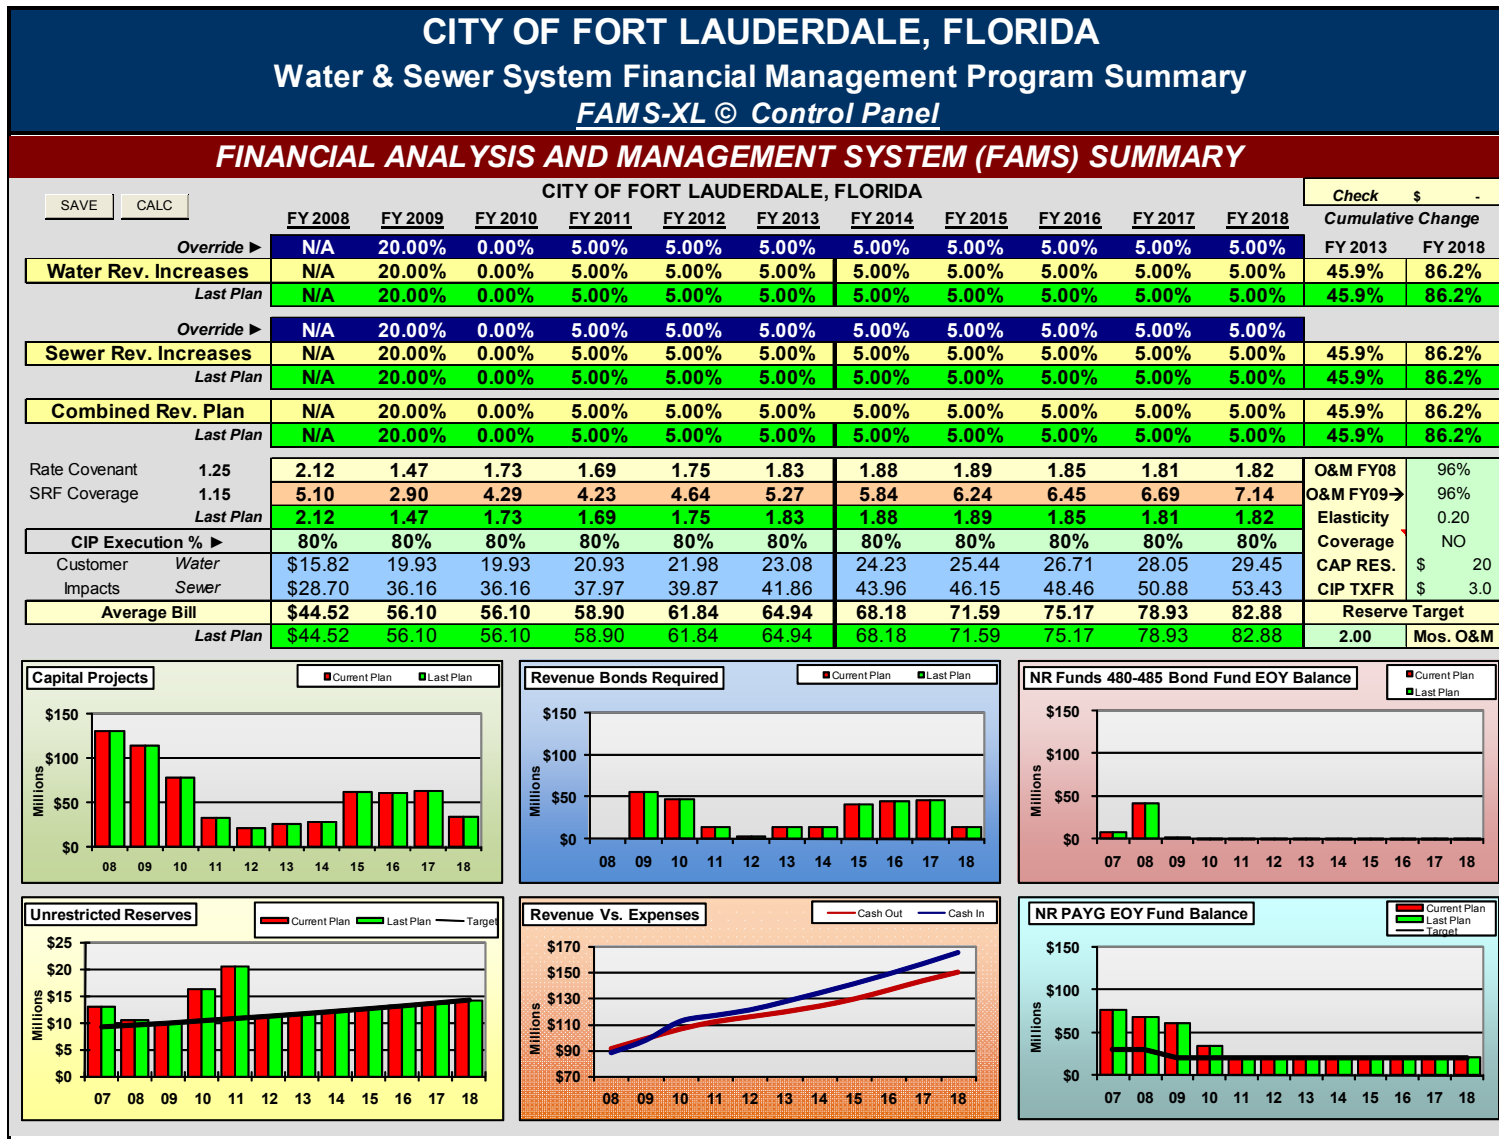 CITY OF FORT LAUDERDALE, FLORIDA
Water & Sewer System Financial Management Program Summary
FAMS-XL © Control Panel
FINANCIAL ANALYSIS AND MANAGEMENT SYSTEM (FAMS) SUMMARY
SAVE CALC CITY OF FORT LAUDERDALE, FLORIDA Check $ -
FY 2008 FY 2009 FY 2010 FY 2011 FY 2012 FY 2013 FY 2014 FY 2015 FY 2016 FY 2017 FY 2018 Cumulative Change
Override ► N/A 20.00% 0.00% 5.00% 5.00% 5.00% 5.00% 5.00% 5.00% 5.00% 5.00% FY 2013 FY 2018
Water Rev. Increases N/A 20.00% 0.00% 5.00% 5.00% 5.00% 5.00% 5.00% 5.00% 5.00% 5.00% 45.9% 86.2%
Last Plan N/A 20.00% 0.00% 5.00% 5.00% 5.00% 5.00% 5.00% 5.00% 5.00% 5.00% 45.9% 86.2%
Override ► N/A 20.00% 0.00% 5.00% 5.00% 5.00% 5.00% 5.00% 5.00% 5.00% 5.00%
Sewer Rev. Increases N/A 20.00% 0.00% 5.00% 5.00% 5.00% 5.00% 5.00% 5.00% 5.00% 5.00% 45.9% 86.2%
Last Plan N/A 20.00% 0.00% 5.00% 5.00% 5.00% 5.00% 5.00% 5.00% 5.00% 5.00% 45.9% 86.2%
Combined Rev. Plan N/A 20.00% 0.00% 5.00% 5.00% 5.00% 5.00% 5.00% 5.00% 5.00% 5.00% 45.9% 86.2%
Last Plan N/A 20.00% 0.00% 5.00% 5.00% 5.00% 5.00% 5.00% 5.00% 5.00% 5.00% 45.9% 86.2%
Rate Covenant 1.25 2.12 1.47 1.73 1.69 1.75 1.83 1.88 1.89 1.85 1.81 1.82 O&M FY08 96%
SRF Coverage 1.15 5.10 2.90 4.29 4.23 4.64 5.27 5.84 6.24 6.45 6.69 7.14 O&M FY09→ 96%
Last Plan 2.12 1.47 1.73 1.69 1.75 1.83 1.88 1.89 1.85 1.81 1.82 Elasticity 0.20
CIP Execution % ► 80% 80% 80% 80% 80% 80% 80% 80% 80% 80% 80% Coverage NO
Customer Water $15.82 19.93 19.93 20.93 21.98 23.08 24.23 25.44 26.71 28.05 29.45 CAP RES. $ 20
Impacts Sewer $28.70 36.16 36.16 37.97 39.87 41.86 43.96 46.15 48.46 50.88 53.43 CIP TXFR $ 3.0
Average Bill $44.52 56.10 56.10 58.90 61.84 64.94 68.18 71.59 75.17 78.93 82.88 Reserve Target
Last Plan $44.52 56.10 56.10 58.90 61.84 64.94 68.18 71.59 75.17 78.93 82.88 2.00 Mos. O&M
Capital Projects Current Plan Last Plan
$150
$100
$50
$0
Millions
08 09 10 11 12 13 14 15 16 17 18
Revenue Bonds Required Current Plan Last Plan
$150
$100
$50
$0
Millions
08 09 10 11 12 13 14 15 16 17 18
NR Funds 480-485 Bond Fund EOY Balance Current Plan
Last Plan
$150
$100
$50
$0
Millions
07 08 09 10 11 12 13 14 15 16 17 18
Unrestricted Reserves Current Plan Last Plan Target
$25
$20
$15
$10
$5
$0
Millions
07 08 09 10 11 12 13 14 15 16 17 18
Revenue Vs. Expenses Cash Out Cash In
$170
$150
$130
$110
$90
$70
Millions
08 09 10 11 12 13 14 15 16 17 18
NR PAYG EOY Fund Balance Current Plan
Last Plan
Target
$150
$100
$50
$0
Millions
07 08 09 10 11 12 13 14 15 16 17 18